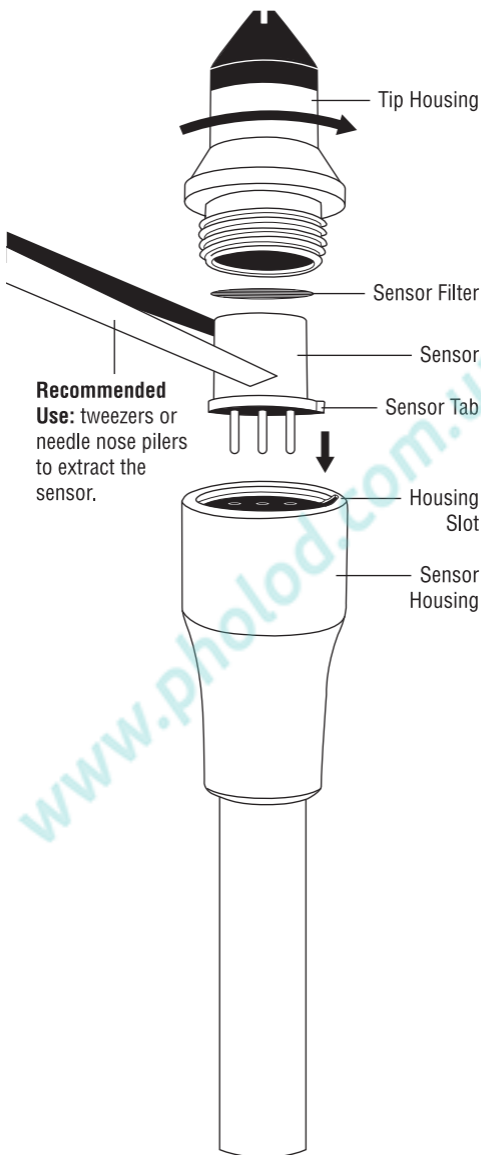 Tip Housing
Sensor Filter
Sensor
Recommended
Use: tweezers or
needle nose pilers
to extract the
sensor.
Sensor Tab
Housing
Slot
Sensor
Housing
www.pholod.com.u